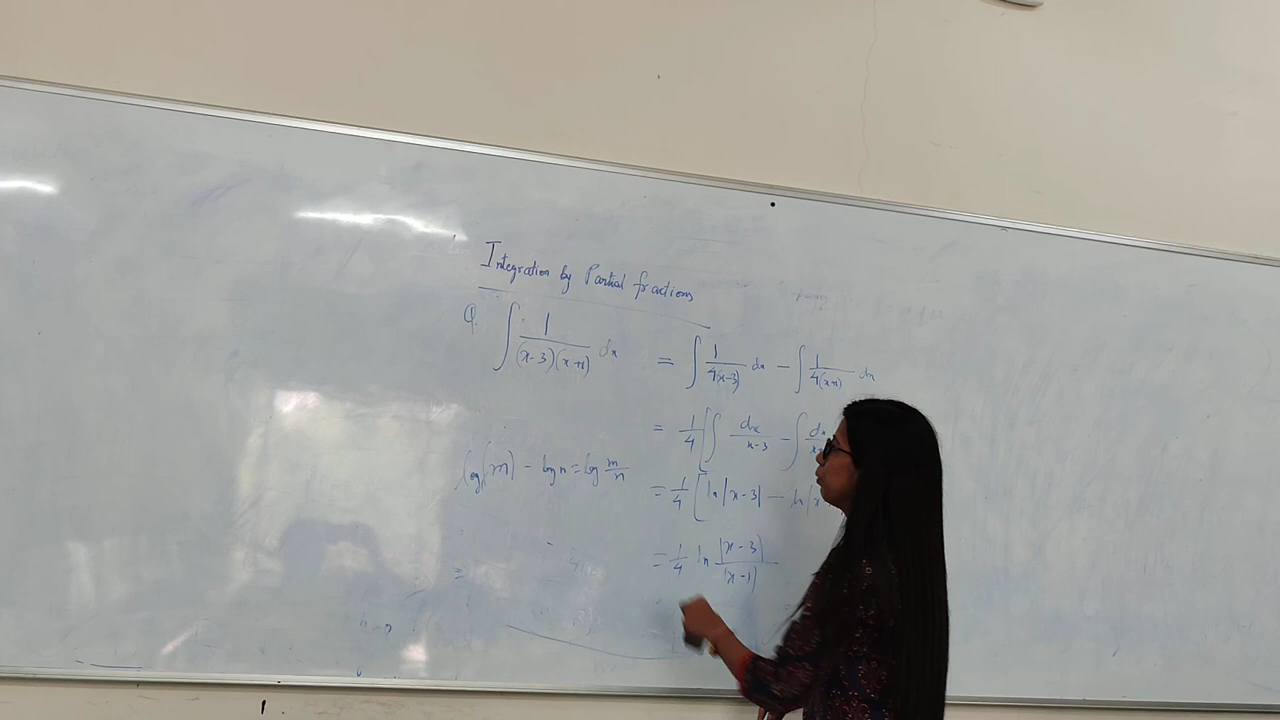 Integration by Partial fractions
Q. ∫ 1/((x-3)(x+1)) dx = ∫ 1/(4(x-3)) dx - ∫ 1/(4(x+1)) dx
= 1/4 [∫ dx/(x-3) - ∫ dx
log(m) - log n = log m/n
= 1/4 [ln|x-3| - ln|x
= 1/4 ln |x-3|/|x-1|